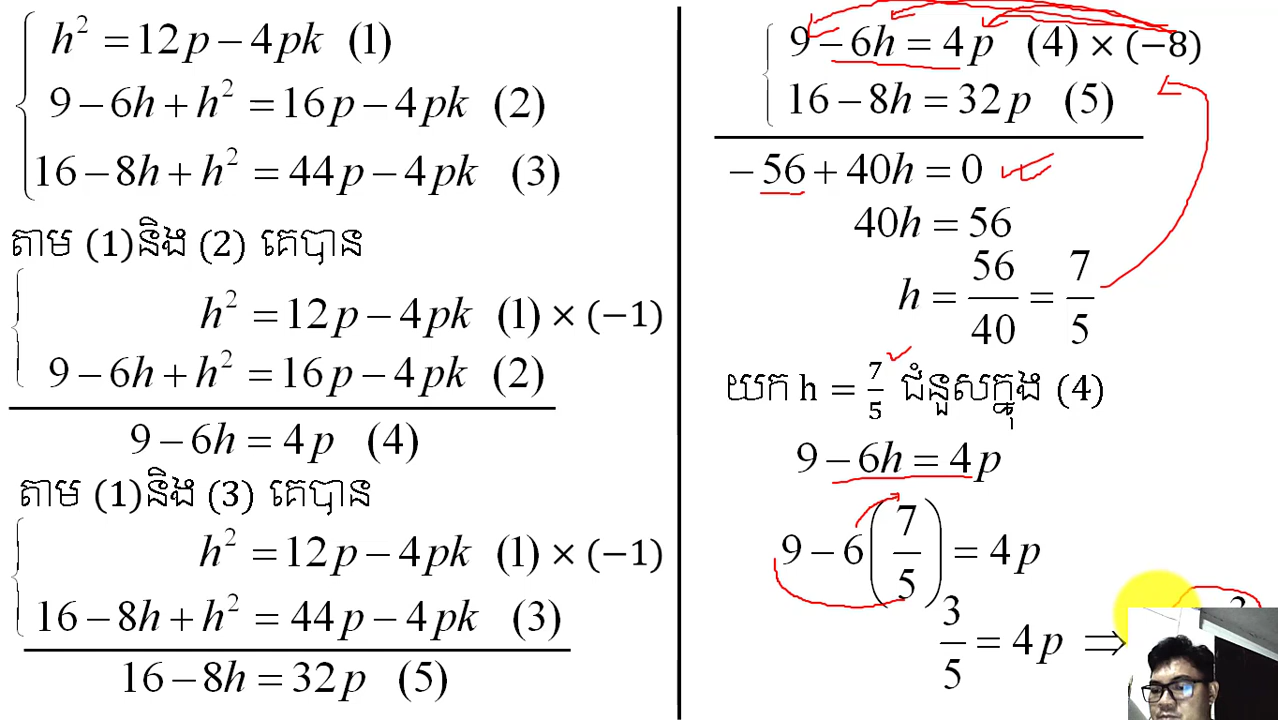 h² = 12p − 4pk (1)
9 − 6h + h² = 16p − 4pk (2)
16 − 8h + h² = 44p − 4pk (3)
តាម (1)និង (2) គេបាន
h² = 12p − 4pk (1) × (−1)
9 − 6h + h² = 16p − 4pk (2)
9 − 6h = 4p (4)
តាម (1)និង (3) គេបាន
h² = 12p − 4pk (1) × (−1)
16 − 8h + h² = 44p − 4pk (3)
16 − 8h = 32p (5)
9 − 6h = 4p (4) × (−8)
16 − 8h = 32p (5)
− 56 + 40h = 0
40h = 56
h = 56/40 = 7/5
យក h = 7/5 ជំនួសក្នុង (4)
9 − 6h = 4p
9 − 6(7/5) = 4p
3/5 = 4p ⇒